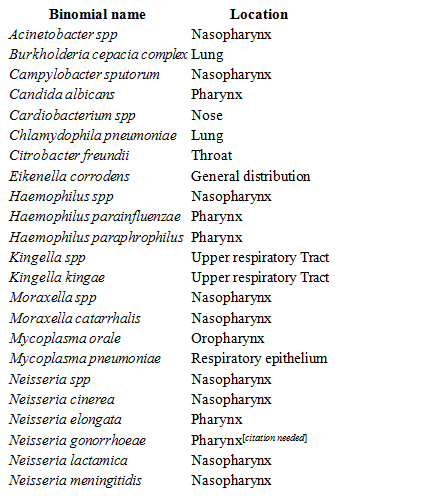 Binomial name Location
Acinetobacter spp Nasopharynx
Burkholderia cepacia complex Lung
Campylobacter sputorum Nasopharynx
Candida albicans Pharynx
Cardiobacterium spp Nose
Chlamydophila pneumoniae Lung
Citrobacter freundii Throat
Eikenella corrodens General distribution
Haemophilus spp Nasopharynx
Haemophilus parainfluenzae Pharynx
Haemophilus paraphrophilus Pharynx
Kingella spp Upper respiratory Tract
Kingella kingae Upper respiratory Tract
Moraxella spp Nasopharynx
Moraxella catarrhalis Nasopharynx
Mycoplasma orale Oropharynx
Mycoplasma pneumoniae Respiratory epithelium
Neisseria spp Nasopharynx
Neisseria cinerea Nasopharynx
Neisseria elongata Pharynx
Neisseria gonorrhoeae Pharynx[citation needed]
Neisseria lactamica Nasopharynx
Neisseria meningitidis Nasopharynx